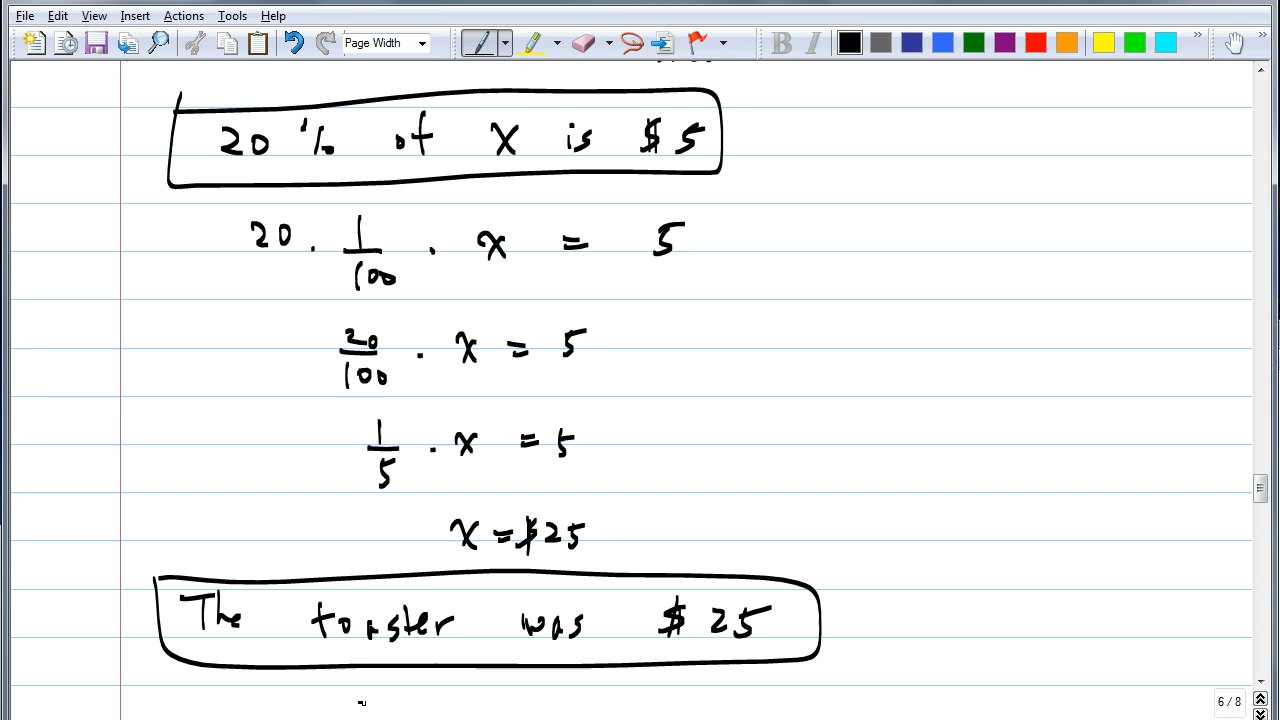 File Edit View Insert Actions Tools Help
Page Width B I
20 % of x is $ 5
20 · 1/100 · x = 5
20/100 · x = 5
1/5 · x = 5
x = $25
The toaster was $ 25
6 / 8